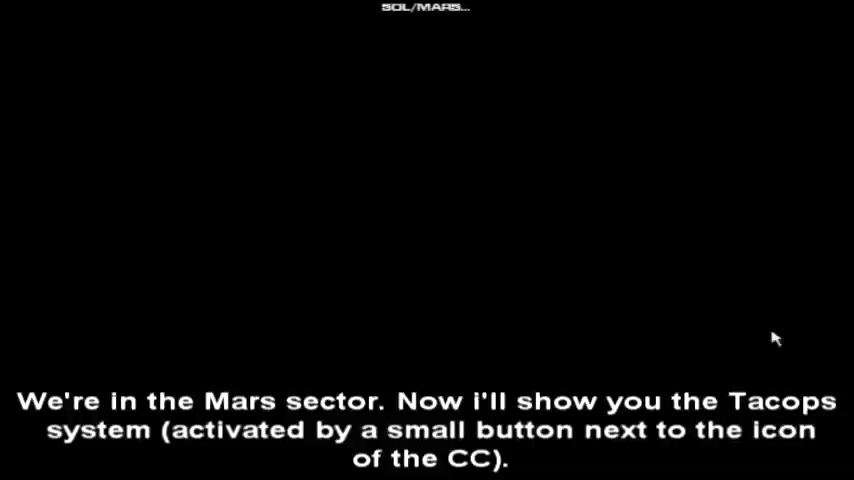 SOL/MARS...
We're in the Mars sector. Now i'll show you the Tacops
system (activated by a small button next to the icon
of the CC).